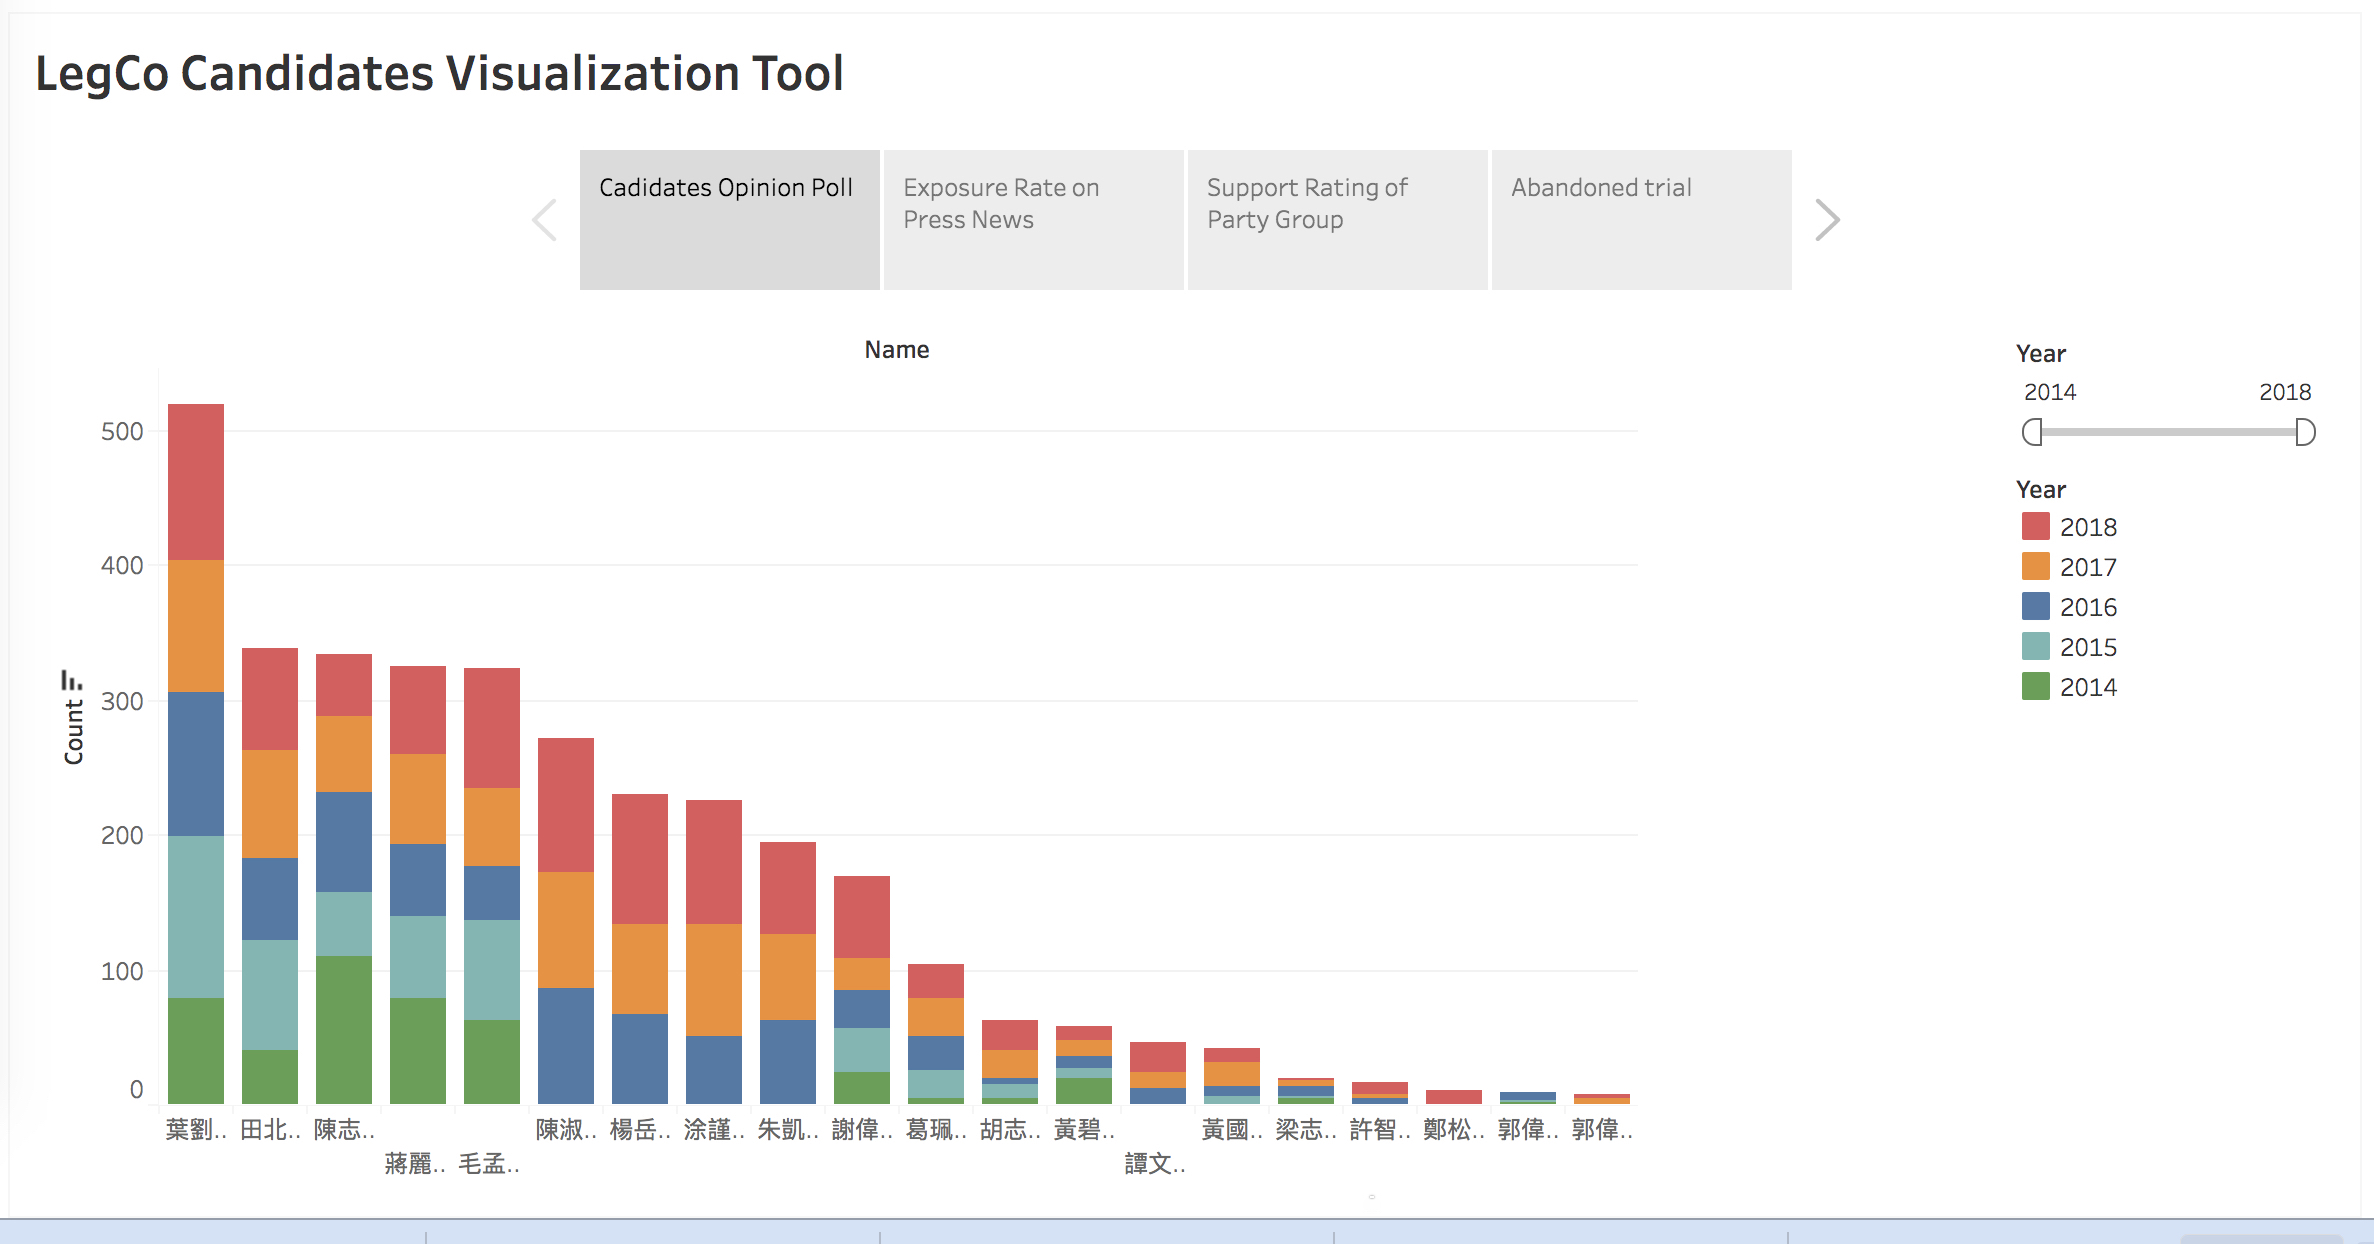 LegCo Candidates Visualization Tool
Cadidates Opinion Poll
Exposure Rate on
Press News
Support Rating of
Party Group
Abandoned trial
Name
Year
2014 2018
Year
2018
2017
2016
2015
2014
Count
500
400
300
200
100
0
葉劉.. 田北.. 陳志.. 陳淑.. 楊岳.. 涂謹.. 朱凱.. 謝偉.. 葛珮.. 胡志.. 黃碧.. 黃國.. 梁志.. 許智.. 鄭松.. 郭偉.. 郭偉..
蔣麗.. 毛孟.. 譚文..